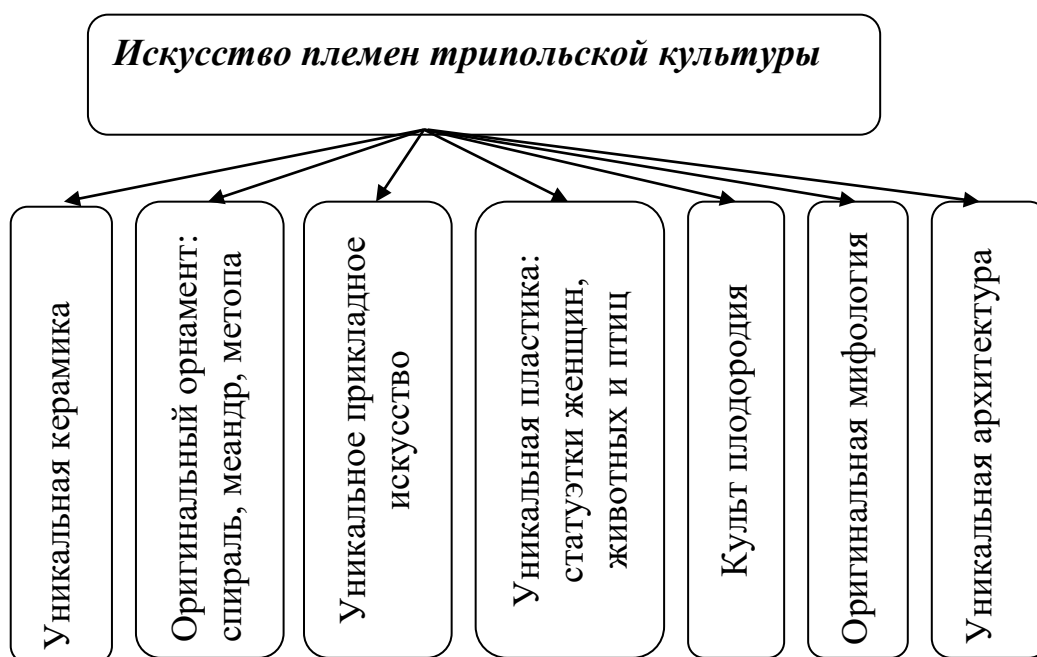 Искусство племен трипольской культуры
Уникальная керамика
Оригинальный орнамент:
спираль, меандр, метопа
Уникальное прикладное
искусство
Уникальная пластика:
статуэтки женщин,
животных и птиц
Культ плодородия
Оригинальная мифология
Уникальная архитектура